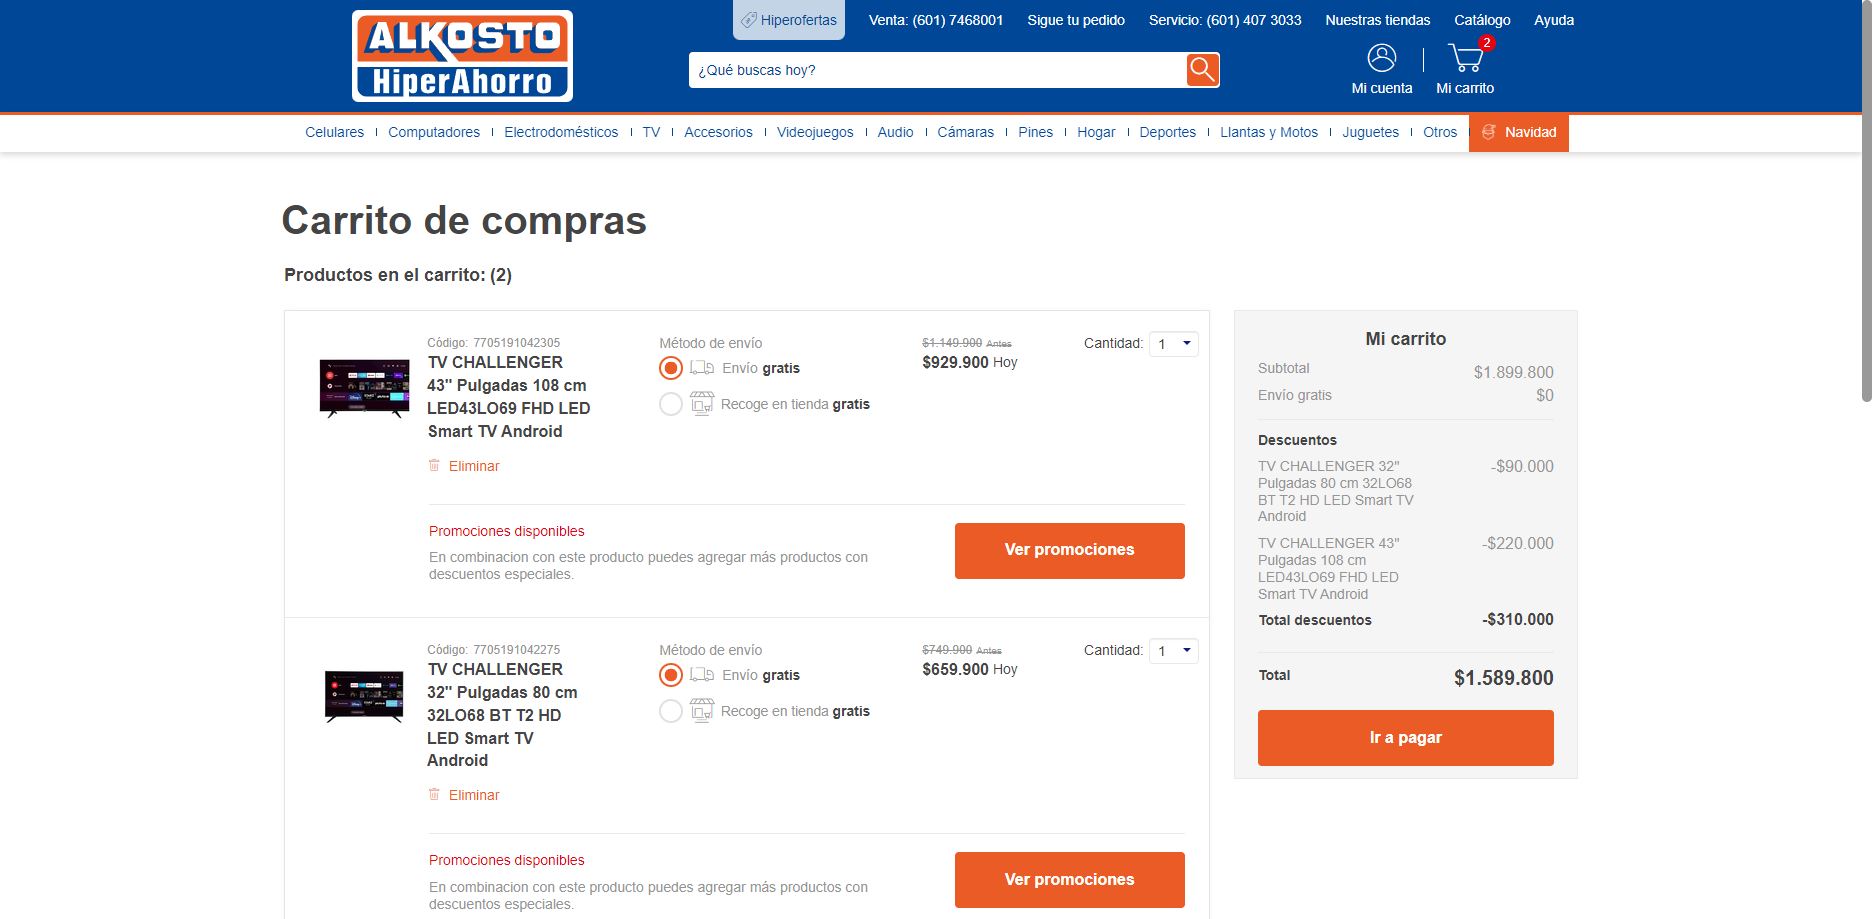 ALKOSTO
HiperAhorro
Hiperofertas
Venta: (601) 7468001
Sigue tu pedido
Servicio: (601) 407 3033
Nuestras tiendas
Catálogo
Ayuda
¿Qué buscas hoy?
2
Mi cuenta
Mi carrito
Celulares
Computadores
Electrodomésticos
TV
Accesorios
Videojuegos
Audio
Cámaras
Pines
Hogar
Deportes
Llantas y Motos
Juguetes
Otros
Navidad
Carrito de compras
Productos en el carrito: (2)
Código: 7705191042305
TV CHALLENGER
43" Pulgadas 108 cm
LED43LO69 FHD LED
Smart TV Android
Eliminar
Método de envío
Envío gratis
Recoge en tienda gratis
$1.149.900 Antes
$929.900 Hoy
Cantidad: 1
Promociones disponibles
En combinacion con este producto puedes agregar más productos con
descuentos especiales.
Ver promociones
Código: 7705191042275
TV CHALLENGER
32" Pulgadas 80 cm
32LO68 BT T2 HD
LED Smart TV
Android
Eliminar
Método de envío
Envío gratis
Recoge en tienda gratis
$749.900 Antes
$659.900 Hoy
Cantidad: 1
Promociones disponibles
En combinacion con este producto puedes agregar más productos con
descuentos especiales.
Ver promociones
Mi carrito
Subtotal $1.899.800
Envío gratis $0
Descuentos
TV CHALLENGER 32" -$90.000
Pulgadas 80 cm 32LO68
BT T2 HD LED Smart TV
Android
TV CHALLENGER 43" -$220.000
Pulgadas 108 cm
LED43LO69 FHD LED
Smart TV Android
Total descuentos -$310.000
Total $1.589.800
Ir a pagar